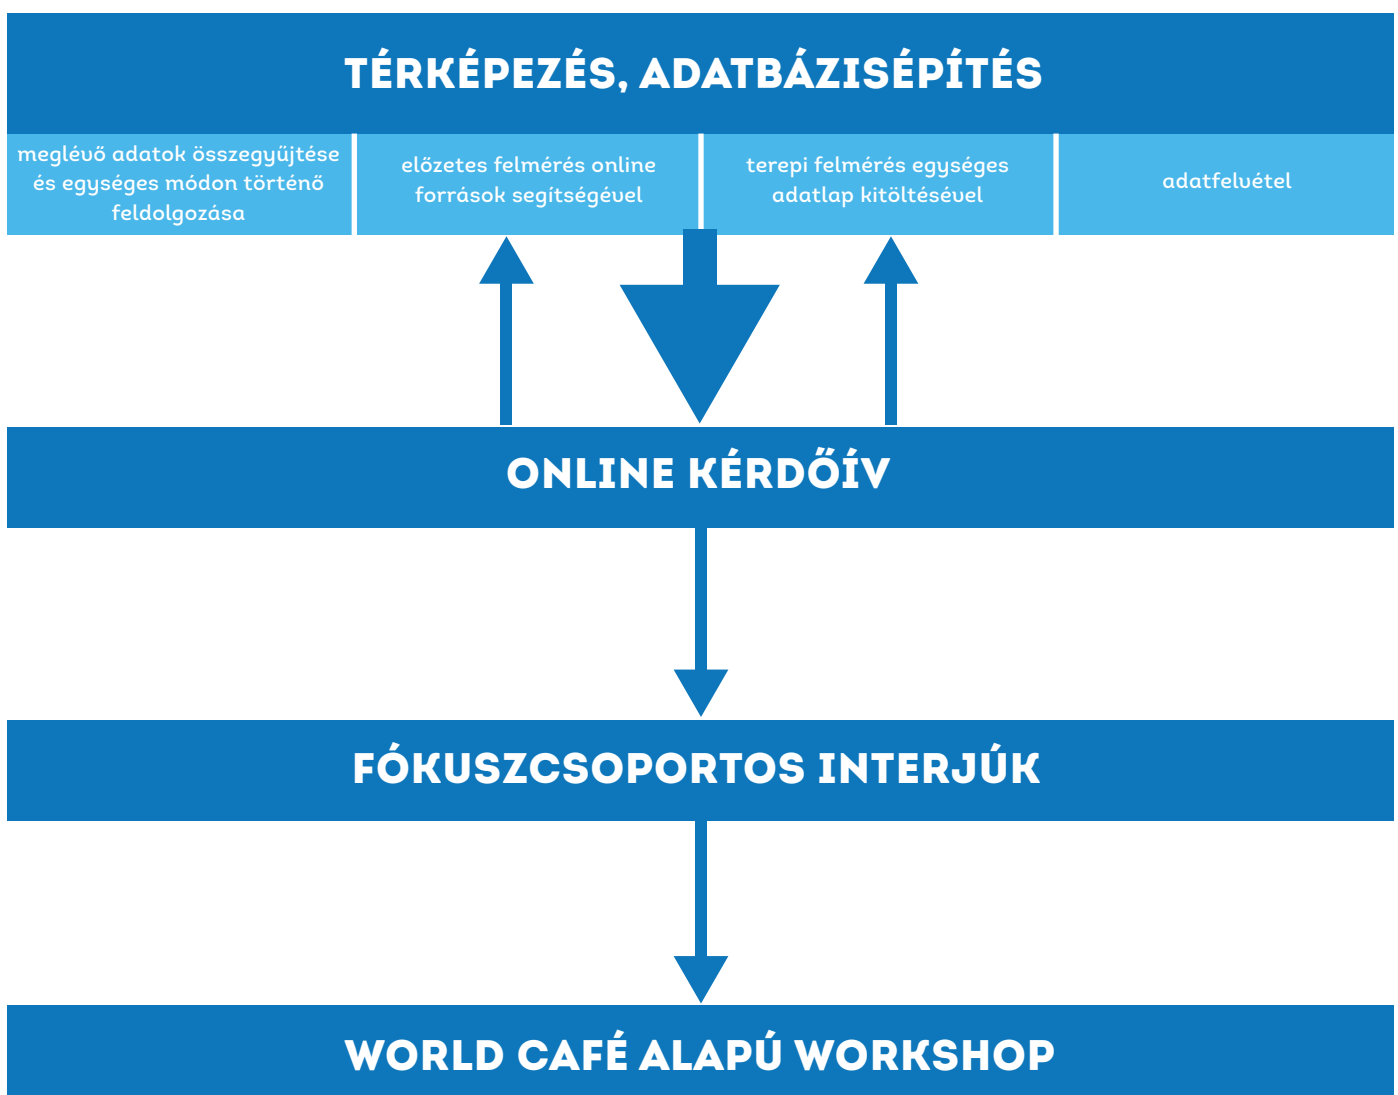 TÉRKÉPEZÉS, ADATBÁZISÉPÍTÉS
meglévő adatok összegyűjtése
és egységes módon történő
feldolgozása
előzetes felmérés online
források segítségével
terepi felmérés egységes
adatlap kitöltésével
adatfelvétel
ONLINE KÉRDŐÍV
FÓKUSZCSOPORTOS INTERJÚK
WORLD CAFÉ ALAPÚ WORKSHOP